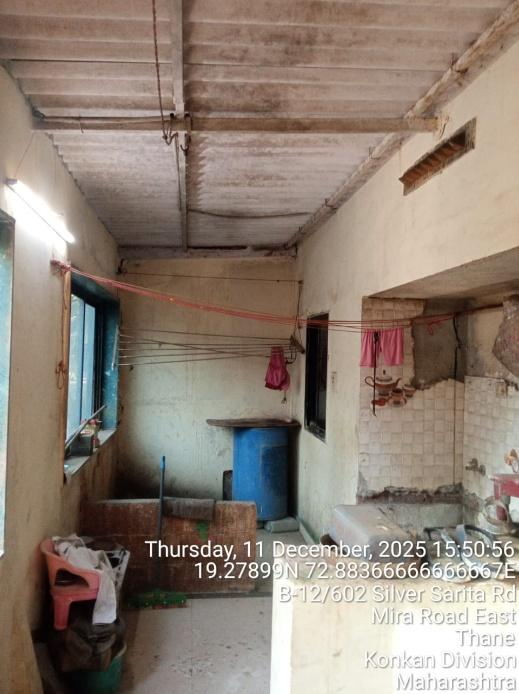 Thursday, 11 December, 2025 15:50:56
19.27899N 72.88366666666667E
B-12/602 Silver Sarita Rd
Mira Road East
Thane
Konkan Division
Maharashtra